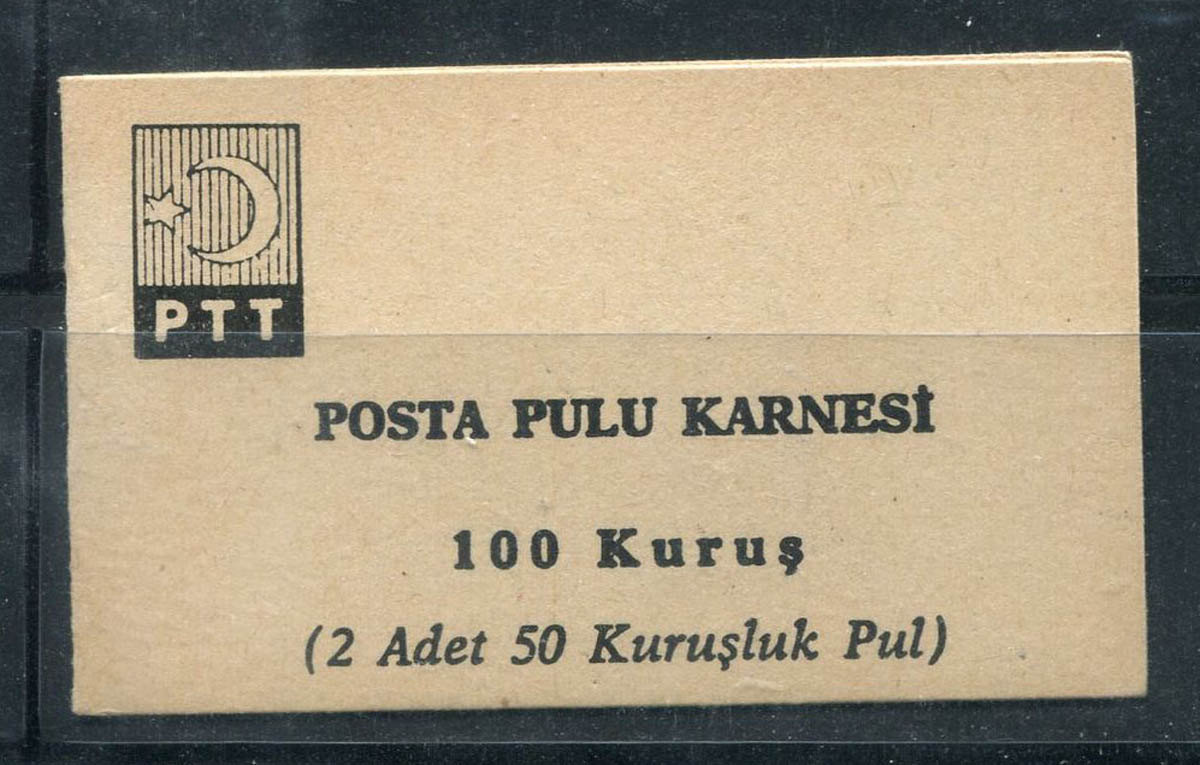 PTT
POSTA PULU KARNESİ
100 Kuruş
(2 Adet 50 Kuruşluk Pul)